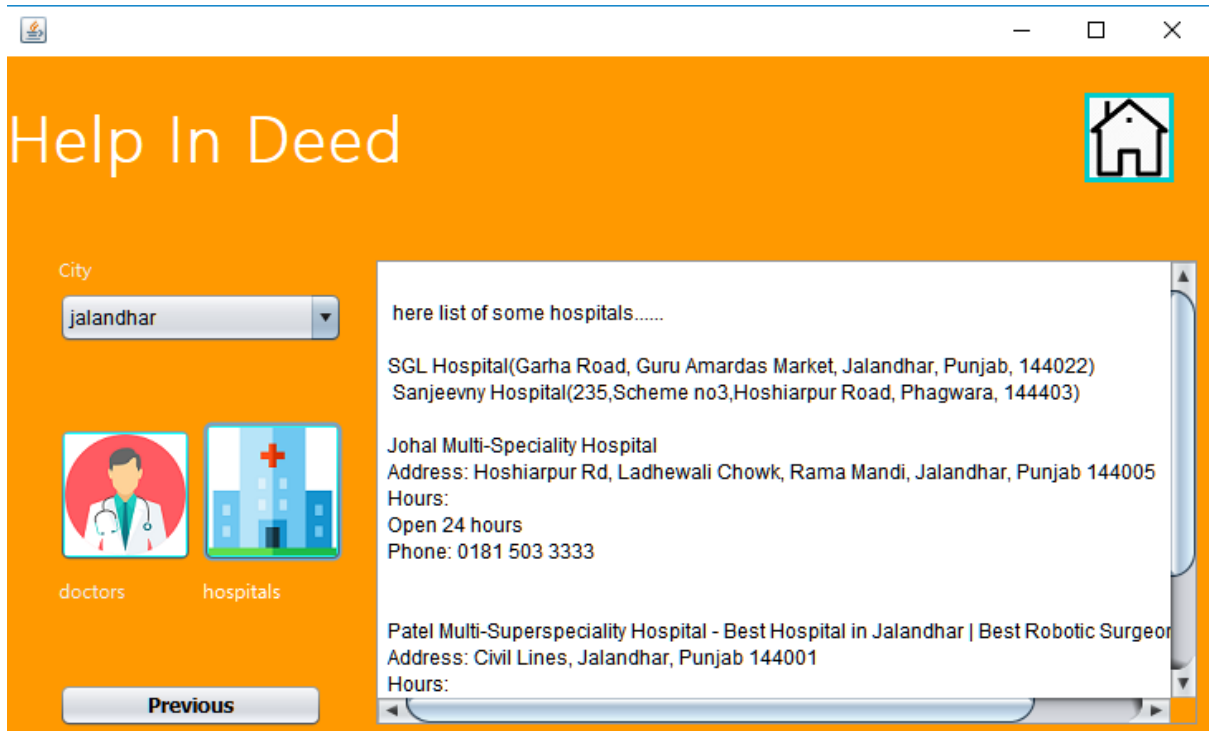 Help In Deed
City
jalandhar
here list of some hospitals......
SGL Hospital(Garha Road, Guru Amardas Market, Jalandhar, Punjab, 144022)
Sanjeevny Hospital(235,Scheme no3,Hoshiarpur Road, Phagwara, 144403)
Johal Multi-Speciality Hospital
Address: Hoshiarpur Rd, Ladhewali Chowk, Rama Mandi, Jalandhar, Punjab 144005
Hours:
Open 24 hours
Phone: 0181 503 3333
Patel Multi-Superspeciality Hospital - Best Hospital in Jalandhar | Best Robotic Surgeor
Address: Civil Lines, Jalandhar, Punjab 144001
Hours:
doctors
hospitals
Previous